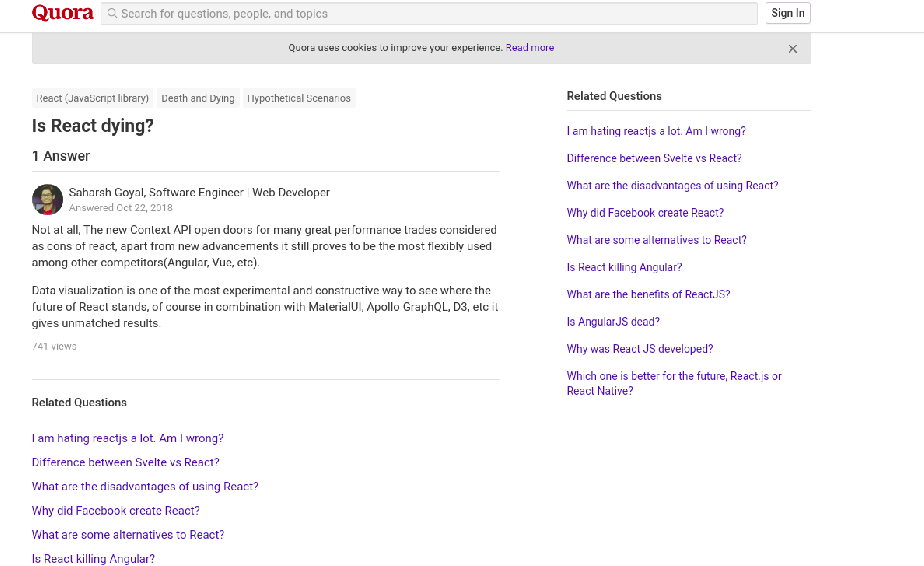 Quora
Search for questions, people, and topics
Sign In
Quora uses cookies to improve your experience. Read more
React (JavaScript library)
Death and Dying
Hypothetical Scenarios
Is React dying?
1 Answer
Saharsh Goyal, Software Engineer | Web Developer
Answered Oct 22, 2018
Not at all, The new Context API open doors for many great performance trades considered
as cons of react, apart from new advancements it still proves to be the most flexibly used
among other competitors(Angular, Vue, etc).
Data visualization is one of the most experimental and constructive way to see where the
future of React stands, of course in combination with MaterialUI, Apollo GraphQL, D3, etc it
gives unmatched results.
741 views
Related Questions
I am hating reactjs a lot. Am I wrong?
Difference between Svelte vs React?
What are the disadvantages of using React?
Why did Facebook create React?
What are some alternatives to React?
Is React killing Angular?
Related Questions
I am hating reactjs a lot. Am I wrong?
Difference between Svelte vs React?
What are the disadvantages of using React?
Why did Facebook create React?
What are some alternatives to React?
Is React killing Angular?
What are the benefits of ReactJS?
Is AngularJS dead?
Why was React JS developed?
Which one is better for the future, React.js or
React Native?